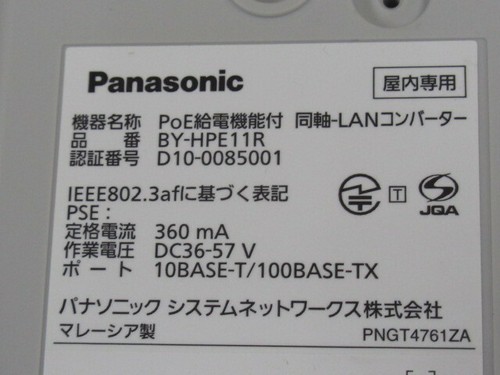 Panasonic
屋内専用
機器名称 PoE給電機能付 同軸-LANコンバーター
品番 BY-HPE11R
認証番号 D10-0085001
IEEE802.3afに基づく表記
PSE:
定格電流 360 mA
作業電圧 DC36-57 V
ポート 10BASE-T/100BASE-TX
T
JQA
パナソニック システムネットワークス株式会社
マレーシア製
PNGT4761ZA